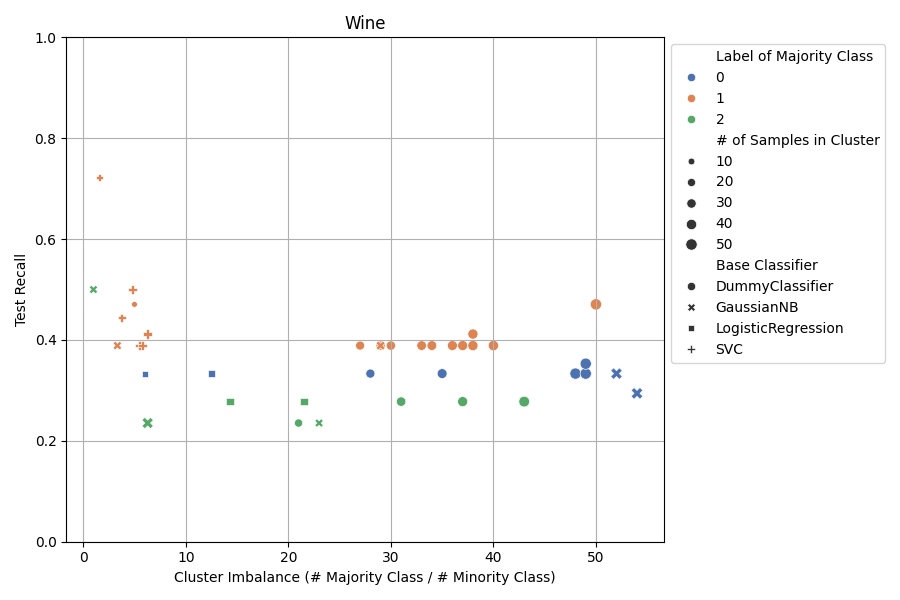 Wine
1.0
0.8
0.6
0.4
0.2
0.0
Test Recall
0 10 20 30 40 50
Cluster Imbalance (# Majority Class / # Minority Class)
Label of Majority Class
0
1
2
# of Samples in Cluster
10
20
30
40
50
Base Classifier
DummyClassifier
GaussianNB
LogisticRegression
SVC